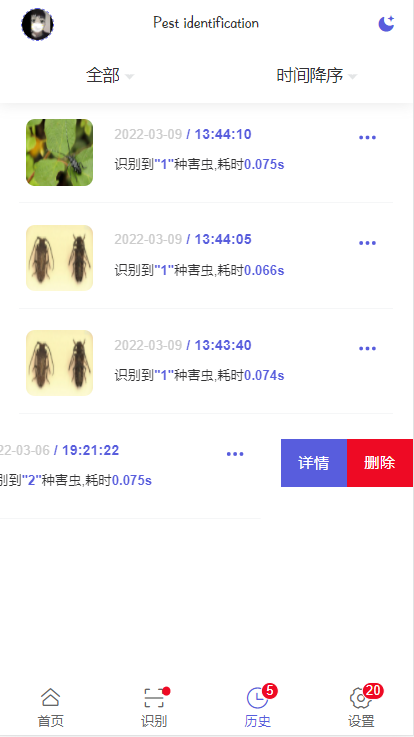 Pest identification
全部 时间降序
2022-03-09 / 13:44:10
识别到"1"种害虫,耗时0.075s
2022-03-09 / 13:44:05
识别到"1"种害虫,耗时0.066s
2022-03-09 / 13:43:40
识别到"1"种害虫,耗时0.074s
22-03-06 / 19:21:22
别到"2"种害虫,耗时0.075s
详情 删除
5 20
首页 识别 历史 设置